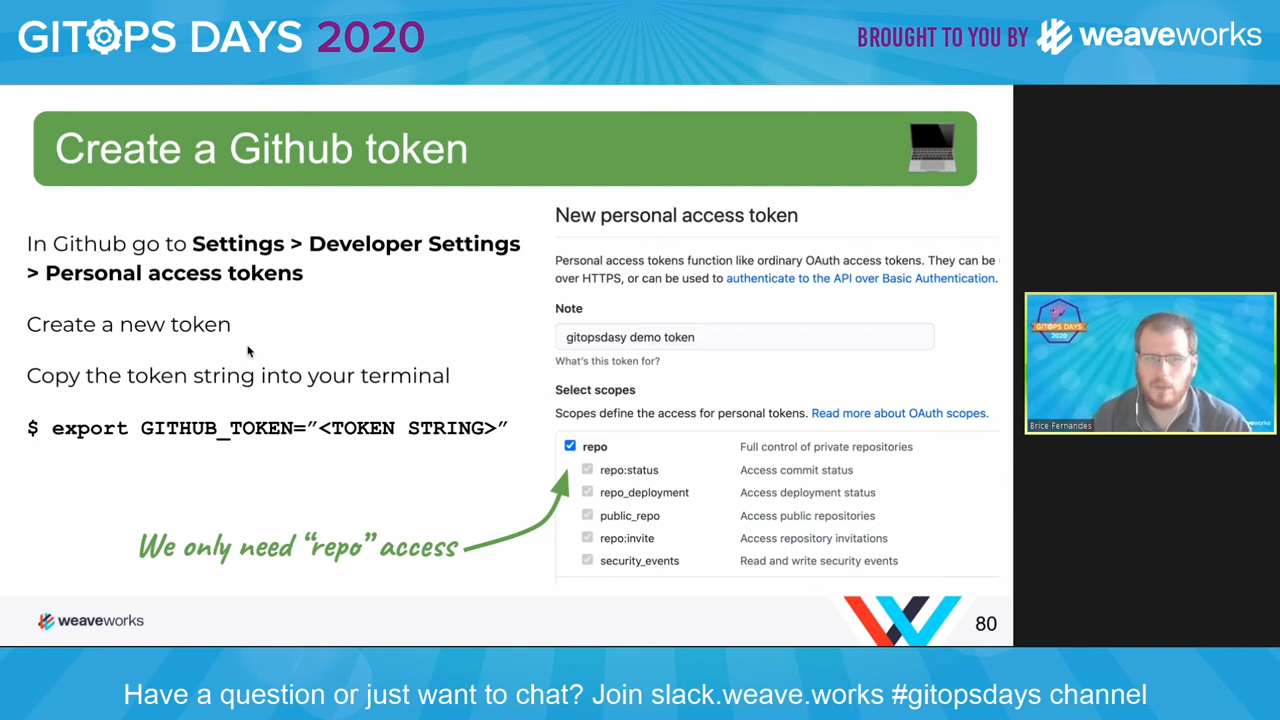 GITOPS DAYS 2020
BROUGHT TO YOU BY weaveworks
Create a Github token
In Github go to Settings > Developer Settings
> Personal access tokens
Create a new token
Copy the token string into your terminal
$ export GITHUB_TOKEN=”<TOKEN STRING>”
We only need “repo” access
New personal access token
Personal access tokens function like ordinary OAuth access tokens. They can be
over HTTPS, or can be used to authenticate to the API over Basic Authentication.
Note
gitopsdasy demo token
What's this token for?
Select scopes
Scopes define the access for personal tokens. Read more about OAuth scopes.
repo Full control of private repositories
repo:status Access commit status
repo_deployment Access deployment status
public_repo Access public repositories
repo:invite Access repository invitations
security_events Read and write security events
weaveworks
80
GITOPS DAYS
2020
Brice Fernandes
Have a question or just want to chat? Join slack.weave.works #gitopsdays channel